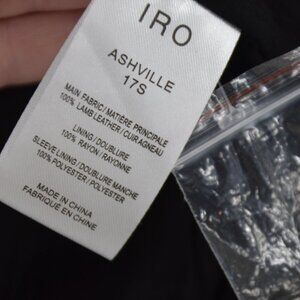 IRO
ASHVILLE
17S
MAIN FABRIC/MATIÈRE PRINCIPALE
100% LAMB LEATHER/CUIR AGNEAU
LINING/DOUBLURE
100% RAYON/RAYONNE
SLEEVE LINING/DOUBLURE MANCHE
100% POLYESTER/POLYESTER
MADE IN CHINA
FABRIQUÉ EN CHINE